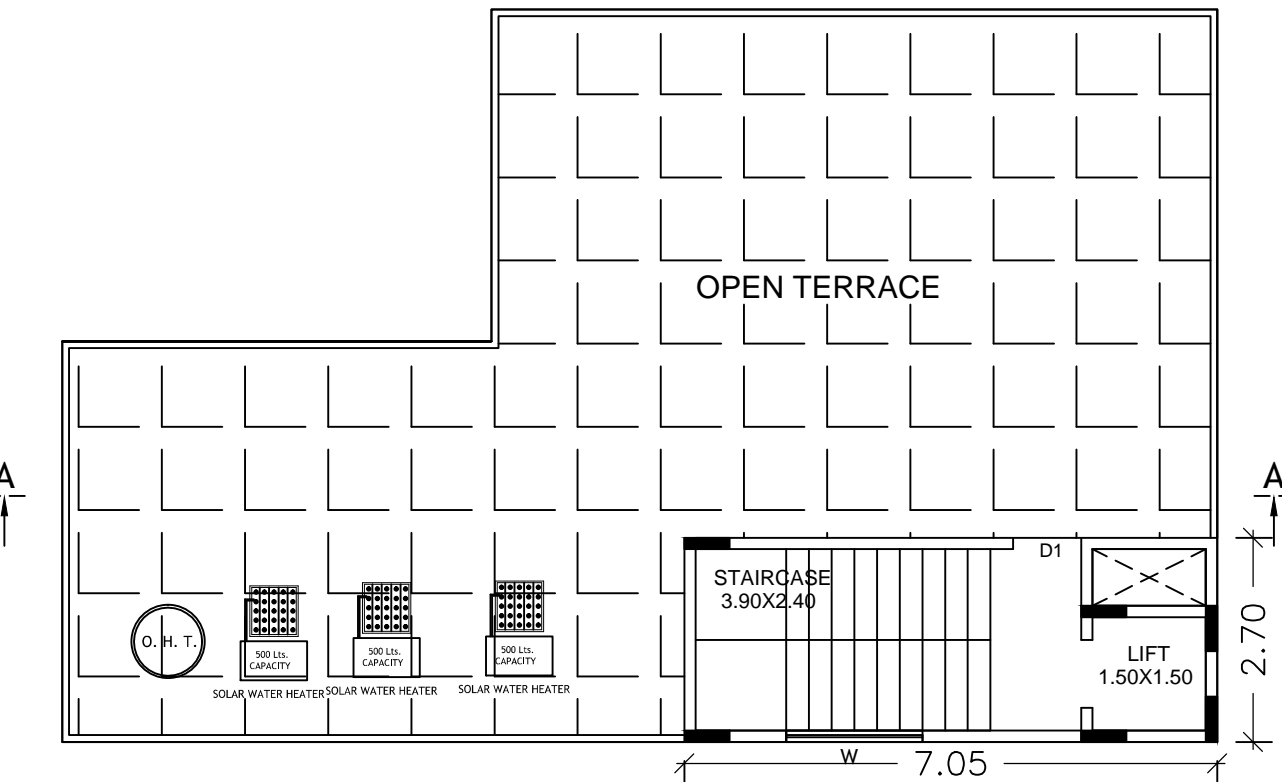 OPEN TERRACE
A
A
D1
STAIRCASE
3.90X2.40
2.70
O. H. T.
500 Lts.
CAPACITY
500 Lts.
CAPACITY
500 Lts.
CAPACITY
LIFT
1.50X1.50
SOLAR WATER HEATER
SOLAR WATER HEATER
SOLAR WATER HEATER
W
7.05